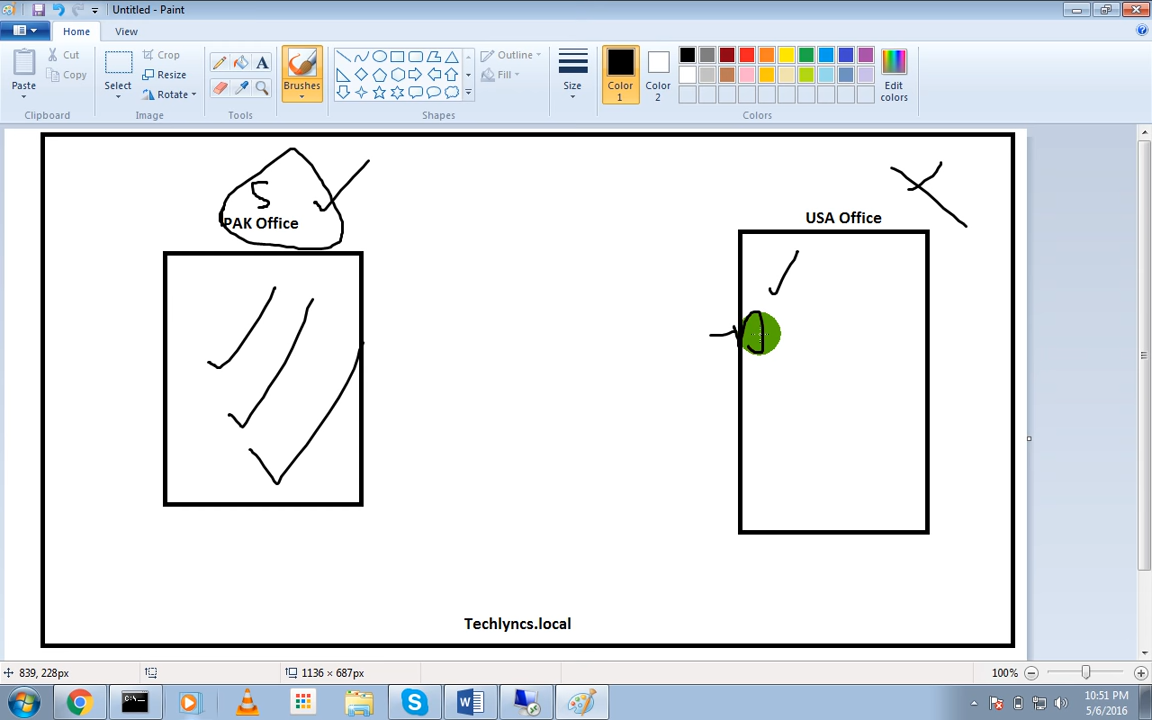 Untitled - Paint
Home View
Cut
Copy
Paste
Clipboard
Crop
Resize
Rotate
Select
Image
Tools
Brushes
Outline
Fill
Shapes
Size
Color 1
Color 2
Edit colors
Colors
S
PAK Office
USA Office
Techlyncs.local
839, 228px
1136 × 687px
100%
10:51 PM
5/6/2016